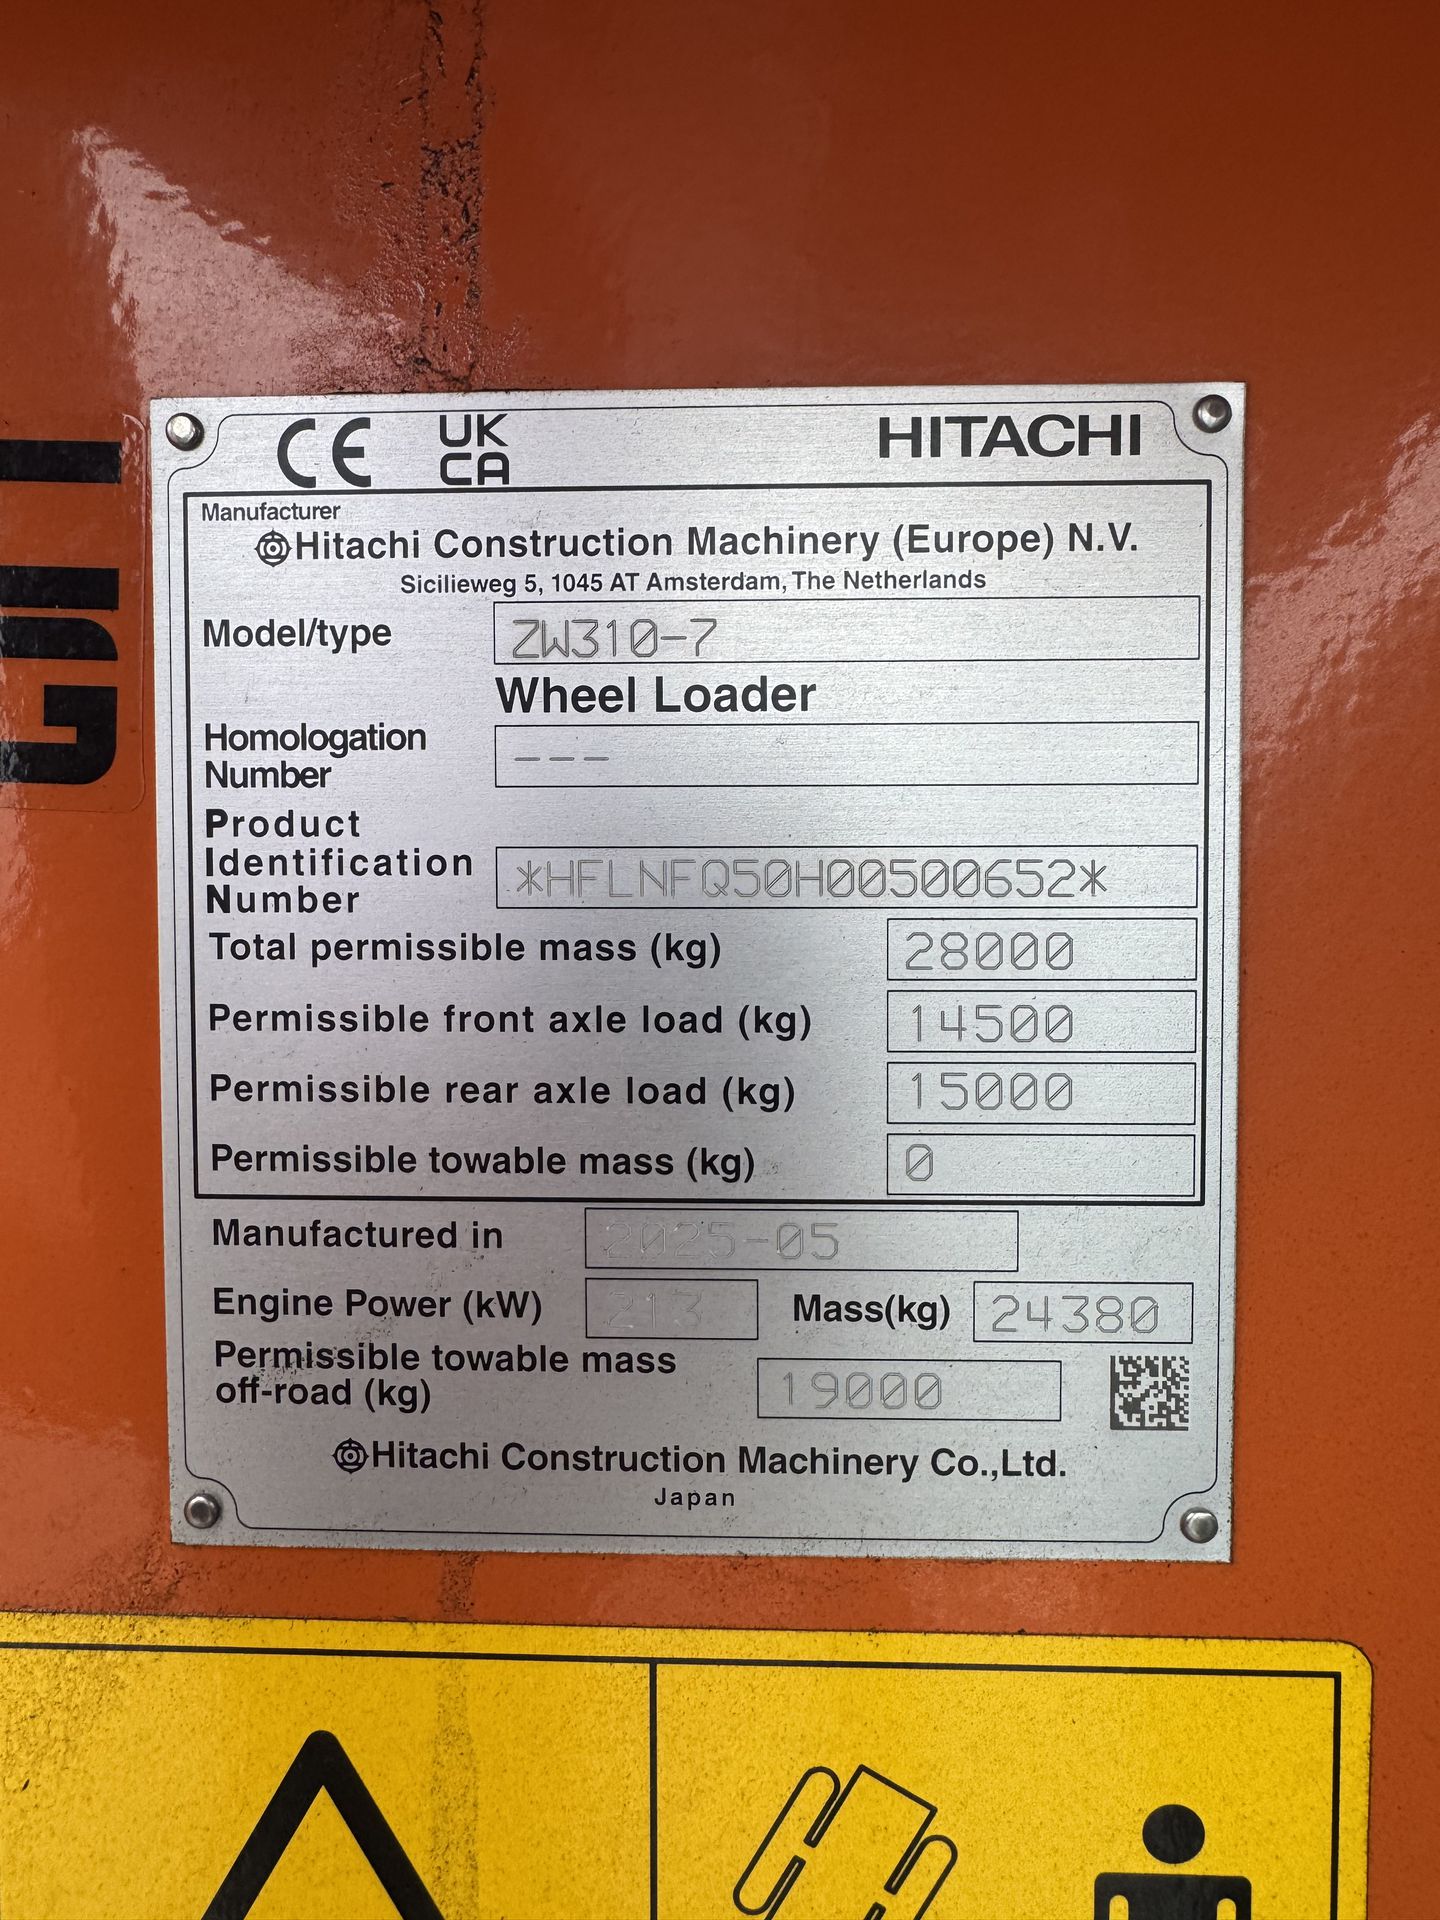 CE UK CA HITACHI
Manufacturer
Hitachi Construction Machinery (Europe) N.V.
Sicilieweg 5, 1045 AT Amsterdam, The Netherlands
Model/type ZW310-7
Wheel Loader
Homologation Number ---
Product Identification Number *HFLNFQ50H00500652*
Total permissible mass (kg) 28000
Permissible front axle load (kg) 14500
Permissible rear axle load (kg) 15000
Permissible towable mass (kg) 0
Manufactured in 2025-05
Engine Power (kW) 213 Mass(kg) 24380
Permissible towable mass off-road (kg) 19000
Hitachi Construction Machinery Co.,Ltd.
Japan